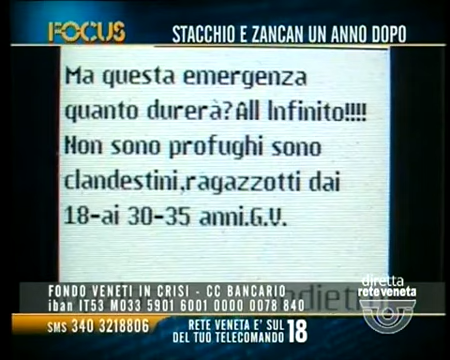 FOCUS
STACCHIO E ZANCAN UN ANNO DOPO
Ma questa emergenza
quanto durerà?All Infinito!!!!
Non sono profughi sono
clandestini,ragazzotti dai
18-ai 30-35 anni.G.V.
FONDO VENETI IN CRISI - CC BANCARIO
iban IT53 M033 5901 6001 0000 0078 840
diretta
reteveneta
SMS 340 3218806
RETE VENETA E' SUL
DEL TUO TELECOMANDO 18